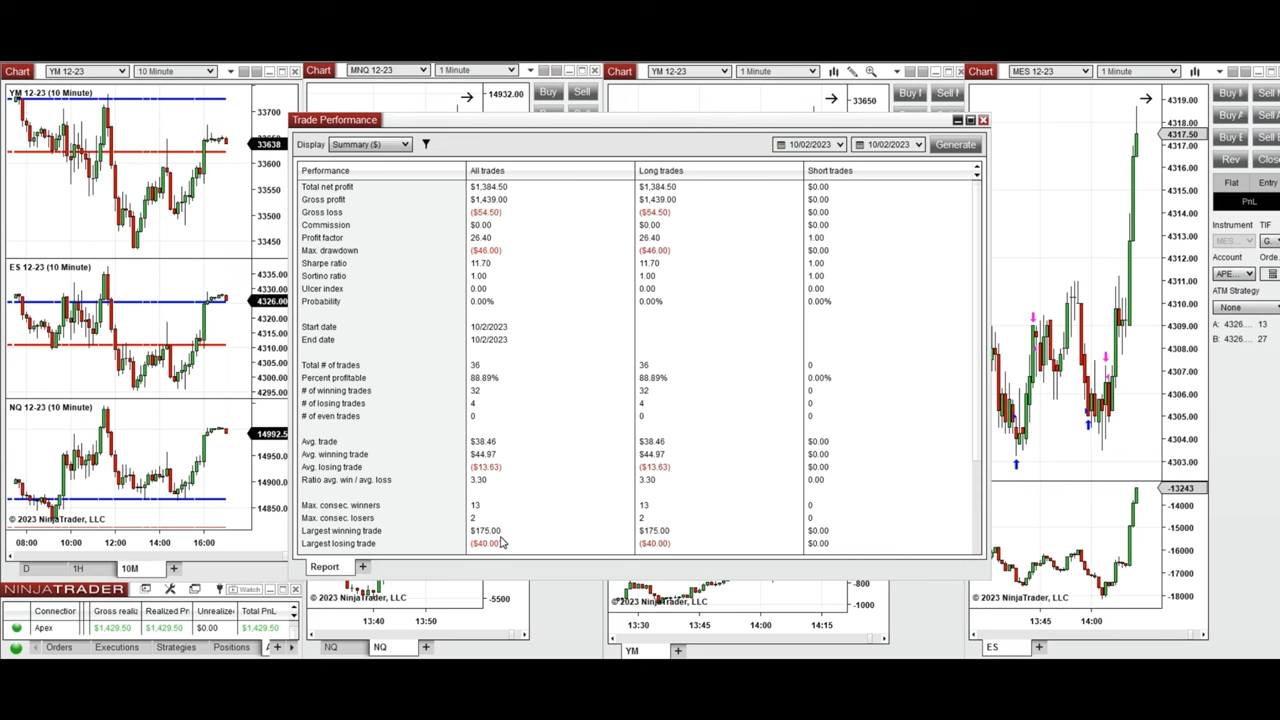 Chart YM 12-23 10 Minute
YM 12-23 (10 Minute)
33700
33638
33600
33550
33500
33450
ES 12-23 (10 Minute)
4335.00
4326.00
4320.00
4315.00
4310.00
4305.00
4300.00
4295.00
NQ 12-23 (10 Minute)
14992.5
14950.00
14900.00
14850.00
© 2023 NinjaTrader, LLC
08:00 10:00 12:00 14:00 16:00
D 1H 10M +
Chart MNQ 12-23 1 Minute
14932.00 Buy Sell
Chart YM 12-23 1 Minute
33650
Chart MES 12-23 1 Minute
Trade Performance
Display Summary ($) 10/02/2023 10/02/2023 Generate
Performance All trades Long trades Short trades
Total net profit $1,384.50 $1,384.50 $0.00
Gross profit $1,439.00 $1,439.00 $0.00
Gross loss ($54.50) ($54.50) $0.00
Commission $0.00 $0.00 $0.00
Profit factor 26.40 26.40 1.00
Max. drawdown ($46.00) ($46.00) $0.00
Sharpe ratio 11.70 11.70 1.00
Sortino ratio 1.00 1.00 1.00
Ulcer index 0.00 0.00 0.00
Probability 0.00% 0.00% 0.00%
Start date 10/2/2023
End date 10/2/2023
Total # of trades 36 36 0
Percent profitable 88.89% 88.89% 0.00%
# of winning trades 32 32 0
# of losing trades 4 4 0
# of even trades 0 0 0
Avg. trade $38.46 $38.46 $0.00
Avg. winning trade $44.97 $44.97 $0.00
Avg. losing trade ($13.63) ($13.63) $0.00
Ratio avg. win / avg. loss 3.30 3.30 0.00
Max. consec. winners 13 13 0
Max. consec. losers 2 2 0
Largest winning trade $175.00 $175.00 $0.00
Largest losing trade ($40.00) ($40.00) $0.00
Report +
4319.00
4317.50
4317.00
4316.00
4314.00
4313.00
4312.00
4310.00
4309.00
4308.00
4307.00
4305.00
4304.00
4303.00
-13243
-14000
-15000
-16000
-17000
-18000
Rev Close
Flat Entry
PnL
Instrument TIF
Account
APE...
ATM Strategy
None
A: 4326.... 13
B: 4326.... 27
NINJATRADER Watch
Connection Gross reali Realized Pr Unrealize Total PnL
Apex $1,429.50 $1,429.50 $0.00 $1,429.50
Orders Executions Strategies Positions A +
-5500
© 2023 NinjaTrader, LLC
13:40 13:50
NQ NQ +
-800
-1000
© 2023 NinjaTrader, LLC
13:30 13:45 14:00 14:15
YM +
© 2023 NinjaTrader, LLC
13:45 14:00
ES +